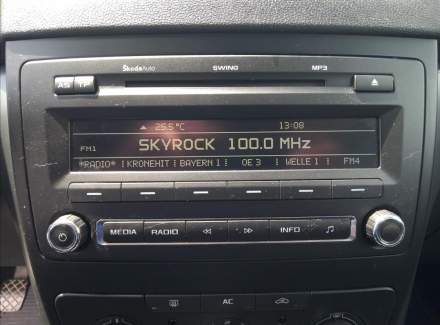 ŠkodaAuto SWING MP3
AS TP
25.5 °C 13:08
FM1 SKYROCK 100.0 MHz
*RADIO* KRONEHIT BAYERN 1 OE 3 WELLE 1 FM4
MEDIA RADIO INFO
AC